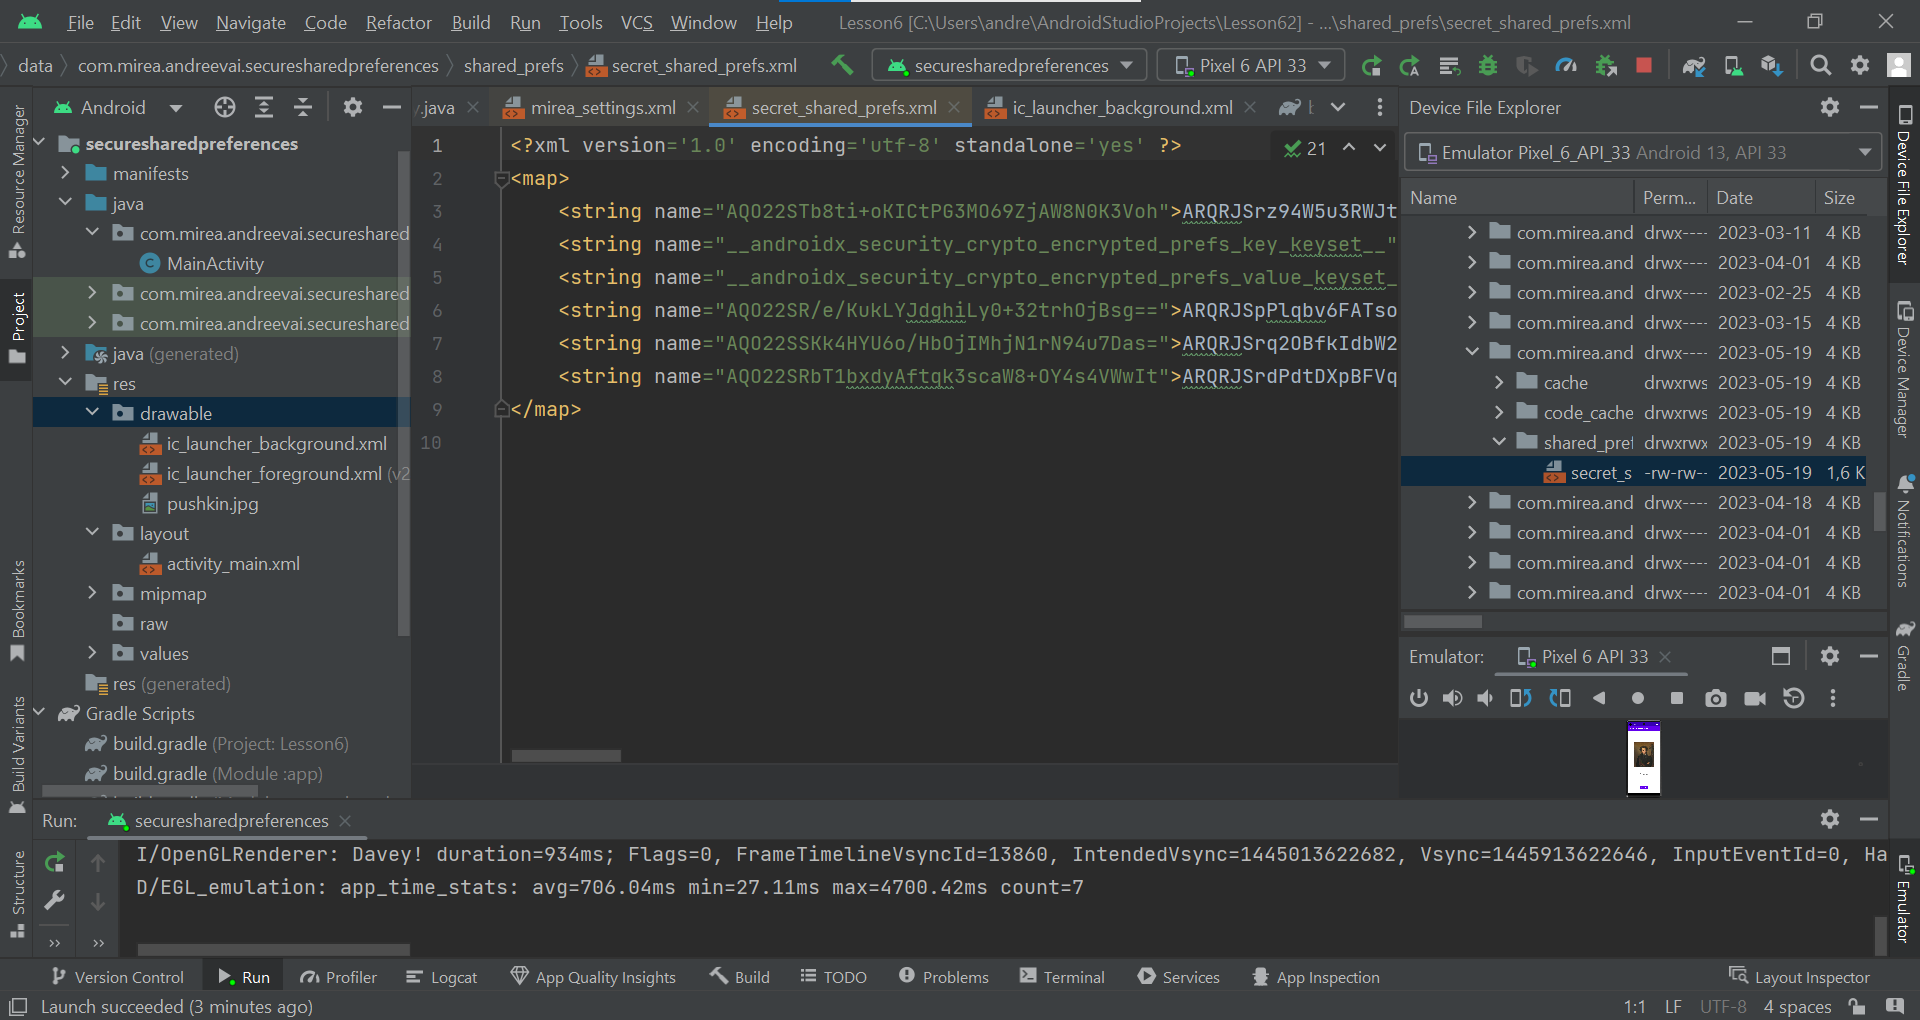 File Edit View Navigate Code Refactor Build Run Tools VCS Window Help Lesson6 [C:\Users\andre\AndroidStudioProjects\Lesson62] - ...\shared_prefs\secret_shared_prefs.xml
data com.mirea.andreevai.securesharedpreferences shared_prefs secret_shared_prefs.xml securesharedpreferences Pixel 6 API 33
Resource Manager
Project
Bookmarks
Build Variants
Structure
Android
securesharedpreferences
manifests
java
com.mirea.andreevai.secureshared
MainActivity
com.mirea.andreevai.secureshared
com.mirea.andreevai.secureshared
java (generated)
res
drawable
ic_launcher_background.xml
ic_launcher_foreground.xml (v2
pushkin.jpg
layout
activity_main.xml
mipmap
raw
values
res (generated)
Gradle Scripts
build.gradle (Project: Lesson6)
build.gradle (Module :app)
.java mirea_settings.xml secret_shared_prefs.xml ic_launcher_background.xml
21
1 <?xml version='1.0' encoding='utf-8' standalone='yes' ?>
2 <map>
3 <string name="AQO22STb8ti+oKICtPG3MO69ZjAW8N0K3Voh">ARQRJSrz94W5u3RWJt
4 <string name="__androidx_security_crypto_encrypted_prefs_key_keyset__"
5 <string name="__androidx_security_crypto_encrypted_prefs_value_keyset_
6 <string name="AQO22SR/e/KukLYJdghiLy0+32trhOjBsg==">ARQRJSpPlqbv6FATso
7 <string name="AQO22SSKk4HYU6o/HbOjIMhjN1rN94u7Das=">ARQRJSrq2OBfkIdbW2
8 <string name="AQO22SRbT1bxdyAftqk3scaW8+OY4s4VWwIt">ARQRJSrdPdtDXpBFVq
9 </map>
10
Device File Explorer
Emulator Pixel_6_API_33 Android 13, API 33
Name Perm... Date Size
com.mirea.and drwx---- 2023-03-11 4 KB
com.mirea.and drwx---- 2023-04-01 4 KB
com.mirea.and drwx---- 2023-02-25 4 KB
com.mirea.and drwx---- 2023-03-15 4 KB
com.mirea.and drwx---- 2023-05-19 4 KB
cache drwxrws 2023-05-19 4 KB
code_cache drwxrws 2023-05-19 4 KB
shared_pref drwxrwx 2023-05-19 4 KB
secret_s -rw-rw-- 2023-05-19 1,6 K
com.mirea.and drwx---- 2023-04-18 4 KB
com.mirea.and drwx---- 2023-04-01 4 KB
com.mirea.and drwx---- 2023-04-01 4 KB
com.mirea.and drwx---- 2023-04-01 4 KB
Emulator: Pixel 6 API 33
Device File Explorer
Device Manager
Notifications
Gradle
Emulator
Run: securesharedpreferences
I/OpenGLRenderer: Davey! duration=934ms; Flags=0, FrameTimelineVsyncId=13860, IntendedVsync=1445013622682, Vsync=1445913622646, InputEventId=0, Ha
D/EGL_emulation: app_time_stats: avg=706.04ms min=27.11ms max=4700.42ms count=7
Version Control Run Profiler Logcat App Quality Insights Build TODO Problems Terminal Services App Inspection Layout Inspector
Launch succeeded (3 minutes ago) 1:1 LF UTF-8 4 spaces